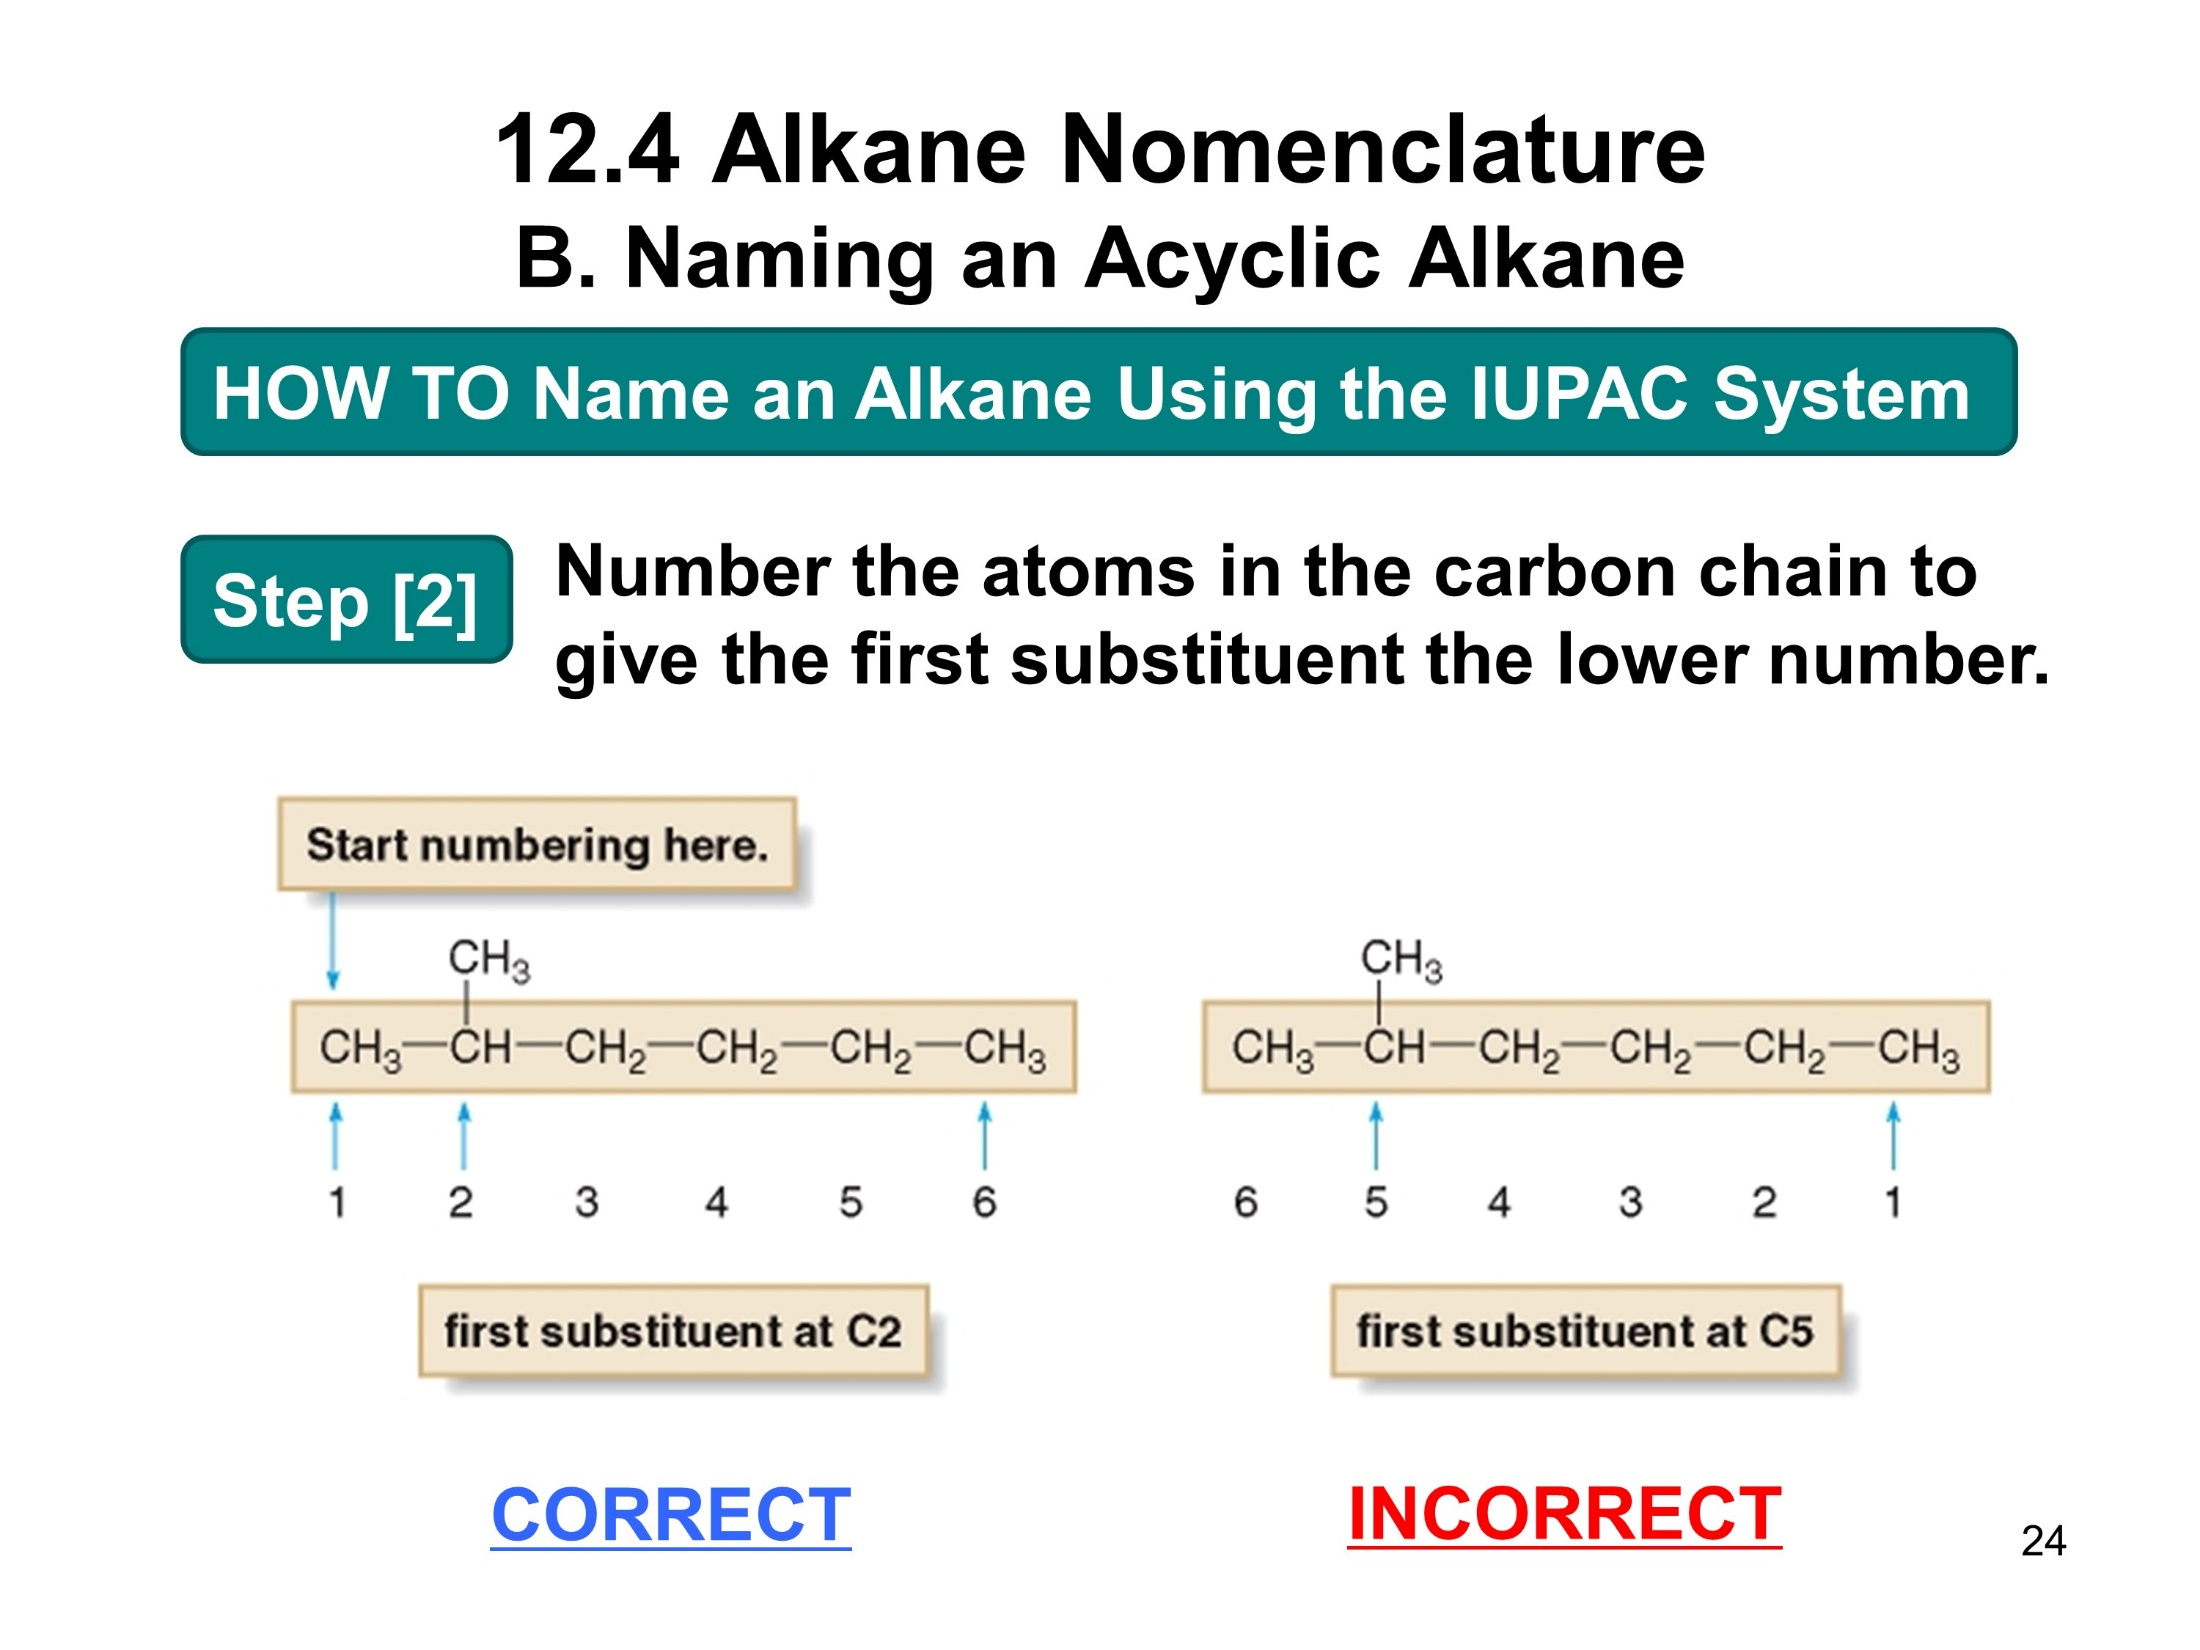 12.4 Alkane Nomenclature
B. Naming an Acyclic Alkane
HOW TO Name an Alkane Using the IUPAC System
Step [2]
Number the atoms in the carbon chain to
give the first substituent the lower number.
Start numbering here.
CH₃
CH₃—CH—CH₂—CH₂—CH₂—CH₃
1 2 3 4 5 6
first substituent at C2
CORRECT
CH₃
CH₃—CH—CH₂—CH₂—CH₂—CH₃
6 5 4 3 2 1
first substituent at C5
INCORRECT
24